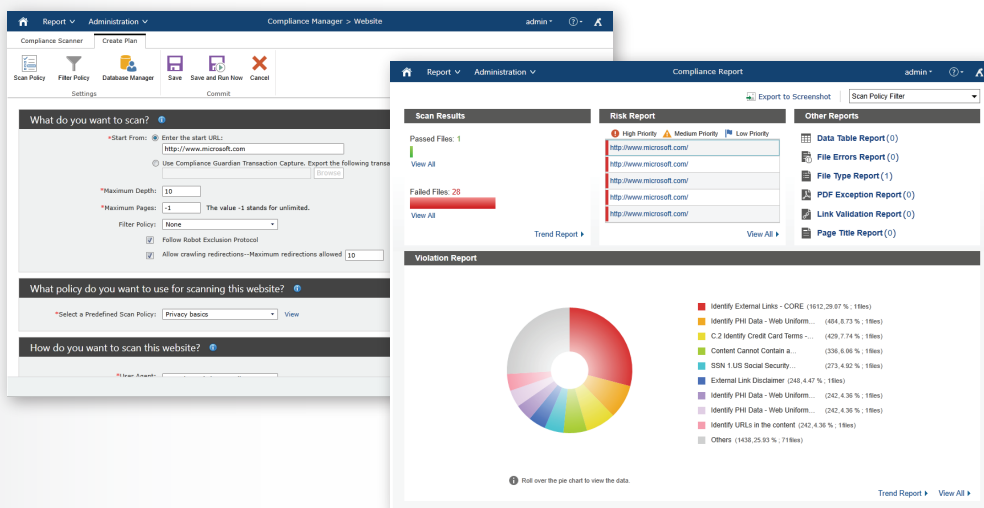 Report Administration Compliance Manager > Website admin
Compliance Scanner Create Plan
Scan Policy Filter Policy Database Manager Save Save and Run Now Cancel
Settings Commit
What do you want to scan?
*Start From: Enter the start URL:
http://www.microsoft.com
Use Compliance Guardian Transaction Capture. Export the following transa
Browse
*Maximum Depth: 10
*Maximum Pages: -1 The value -1 stands for unlimited.
Filter Policy: None
Follow Robot Exclusion Protocol
Allow crawling redirections--Maximum redirections allowed 10
What policy do you want to use for scanning this website?
*Select a Predefined Scan Policy: Privacy basics View
How do you want to scan this website?
*User Agent:
Report Administration Compliance Report admin
Export to Screenshot Scan Policy Filter
Scan Results
Passed Files: 1
View All
Failed Files: 28
View All
Trend Report
Risk Report
High Priority Medium Priority Low Priority
http://www.microsoft.com/
http://www.microsoft.com/
http://www.microsoft.com/
http://www.microsoft.com/
http://www.microsoft.com/
View All
Other Reports
Data Table Report (0)
File Errors Report (0)
File Type Report (1)
PDF Exception Report (0)
Link Validation Report (0)
Page Title Report (0)
Violation Report
Identify External Links - CORE (1612,29.07 % ; 1files)
Identify PHI Data - Web Uniform... (484,8.73 % ; 1files)
C.2 Identify Credit Card Terms -... (429,7.74 % ; 1files)
Content Cannot Contain a... (336,6.06 % ; 1files)
SSN 1.US Social Security... (273,4.92 % ; 1files)
External Link Disclaimer (248,4.47 % ; 1files)
Identify PHI Data - Web Uniform... (242,4.36 % ; 1files)
Identify PHI Data - Web Uniform... (242,4.36 % ; 1files)
Identify URLs in the content (242,4.36 % ; 1files)
Others (1438,25.93 % ; 71files)
Roll over the pie chart to view the data.
Trend Report View All